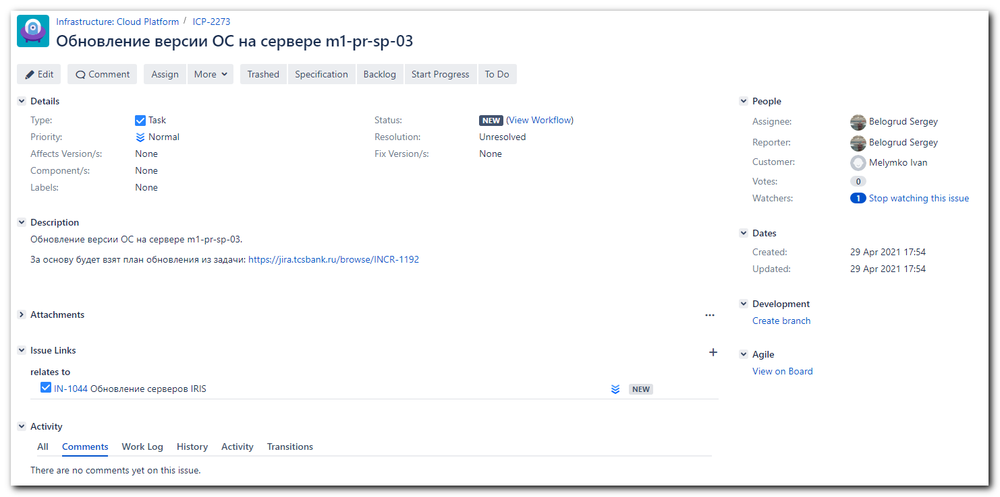 Infrastructure: Cloud Platform / ICP-2273
Обновление версии ОС на сервере m1-pr-sp-03
Edit Comment Assign More Trashed Specification Backlog Start Progress To Do
Details
Type: Task
Priority: Normal
Affects Version/s: None
Component/s: None
Labels: None
Status: NEW (View Workflow)
Resolution: Unresolved
Fix Version/s: None
Description
Обновление версии ОС на сервере m1-pr-sp-03.
За основу будет взят план обновления из задачи: https://jira.tcsbank.ru/browse/INCR-1192
Attachments
Issue Links
relates to
IN-1044 Обновление серверов IRIS NEW
Activity
All Comments Work Log History Activity Transitions
There are no comments yet on this issue.
People
Assignee: Belogrud Sergey
Reporter: Belogrud Sergey
Customer: Melymko Ivan
Votes: 0
Watchers: 1 Stop watching this issue
Dates
Created: 29 Apr 2021 17:54
Updated: 29 Apr 2021 17:54
Development
Create branch
Agile
View on Board